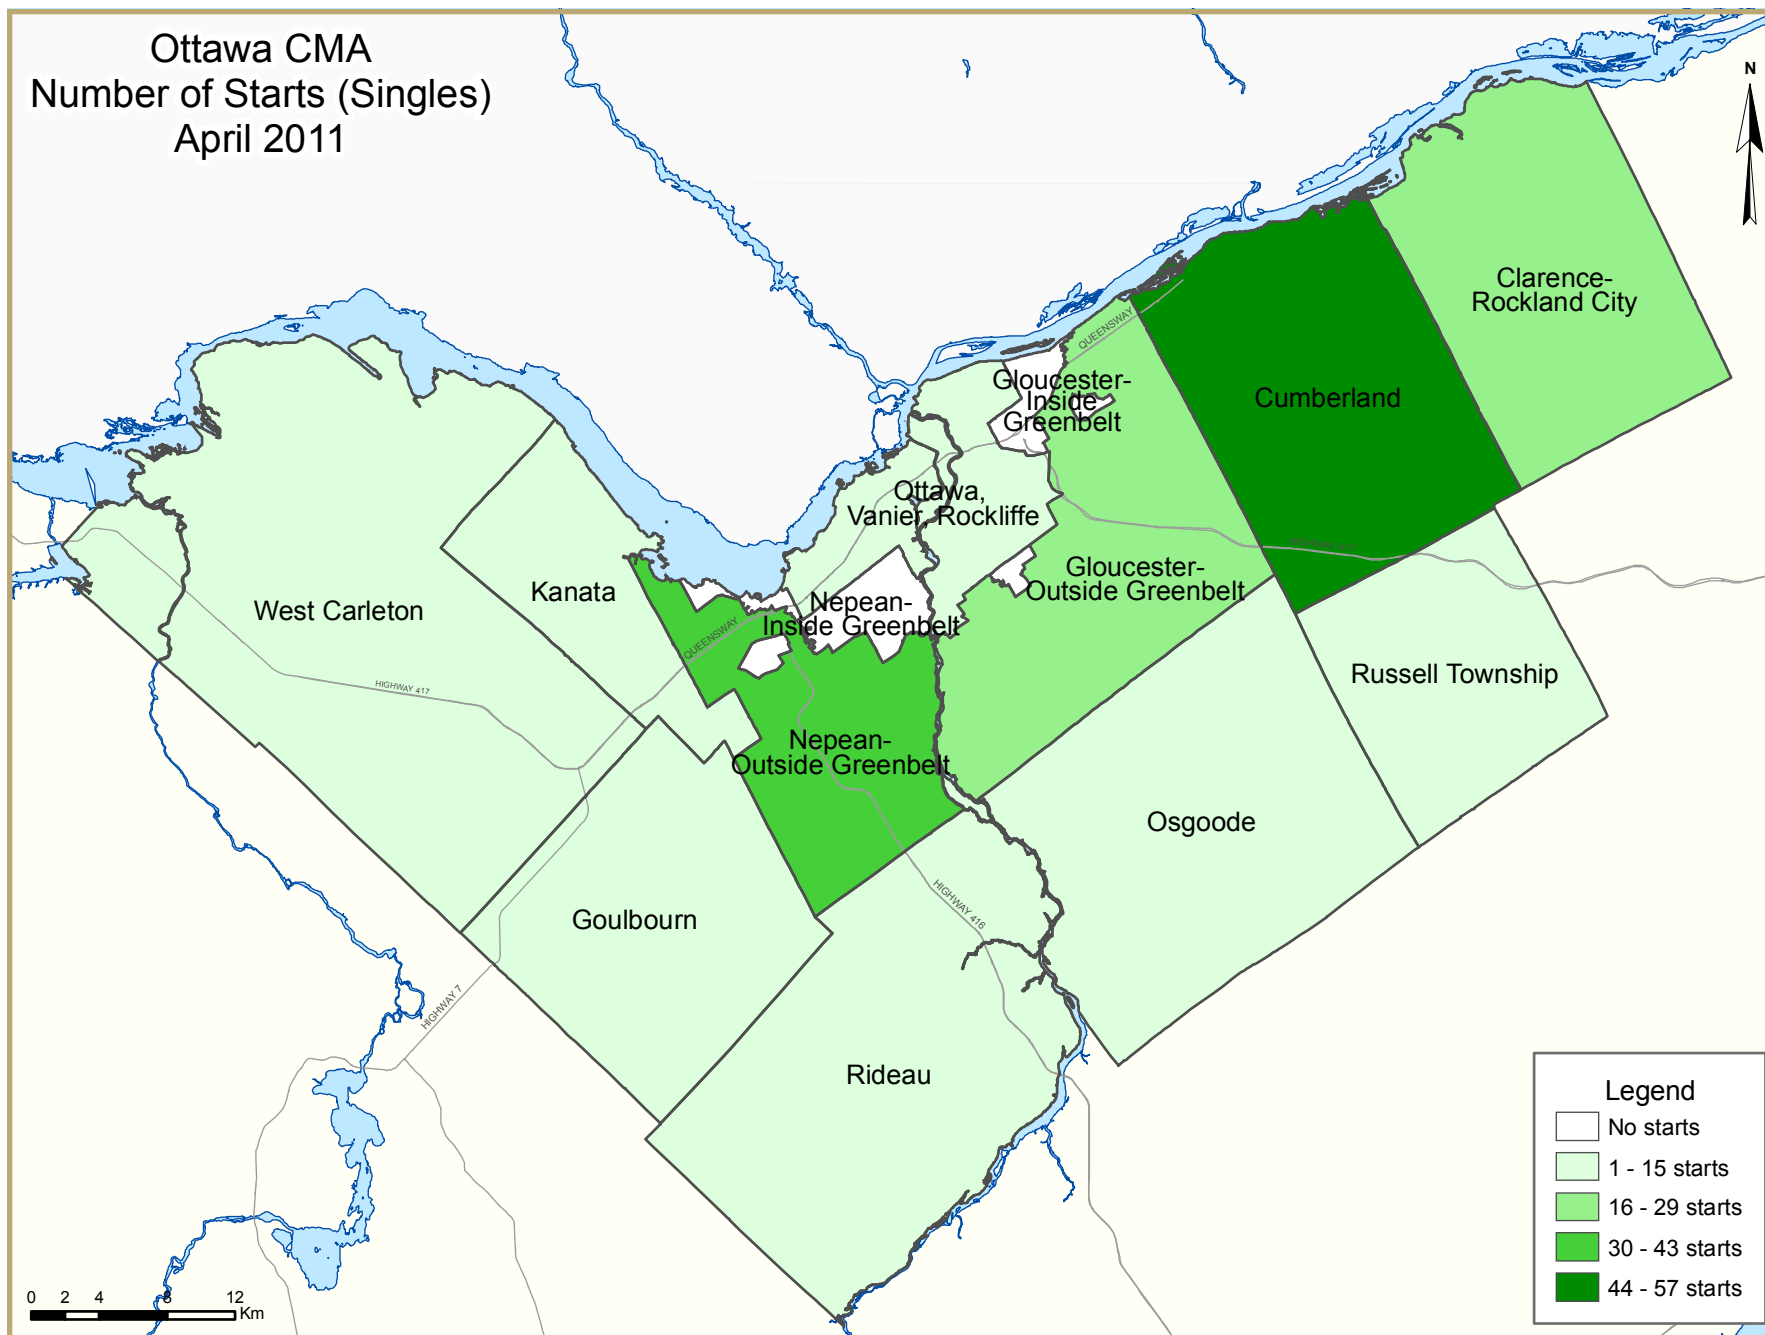 Ottawa CMA
Number of Starts (Singles)
April 2011
N
Clarence-
Rockland City
QUEENSWAY
Gloucester-
Inside
Greenbelt
Cumberland
Ottawa,
Vanier, Rockliffe
Gloucester-
Outside Greenbelt
Kanata
West Carleton
Nepean-
Inside Greenbelt
QUEENSWAY
HIGHWAY 417
Russell Township
HIGHWAY 417
Nepean-
Outside Greenbelt
Osgoode
Goulbourn
HIGHWAY 416
HIGHWAY 7
Rideau
Legend
No starts
1 - 15 starts
16 - 29 starts
30 - 43 starts
44 - 57 starts
0 2 4 8 12
Km